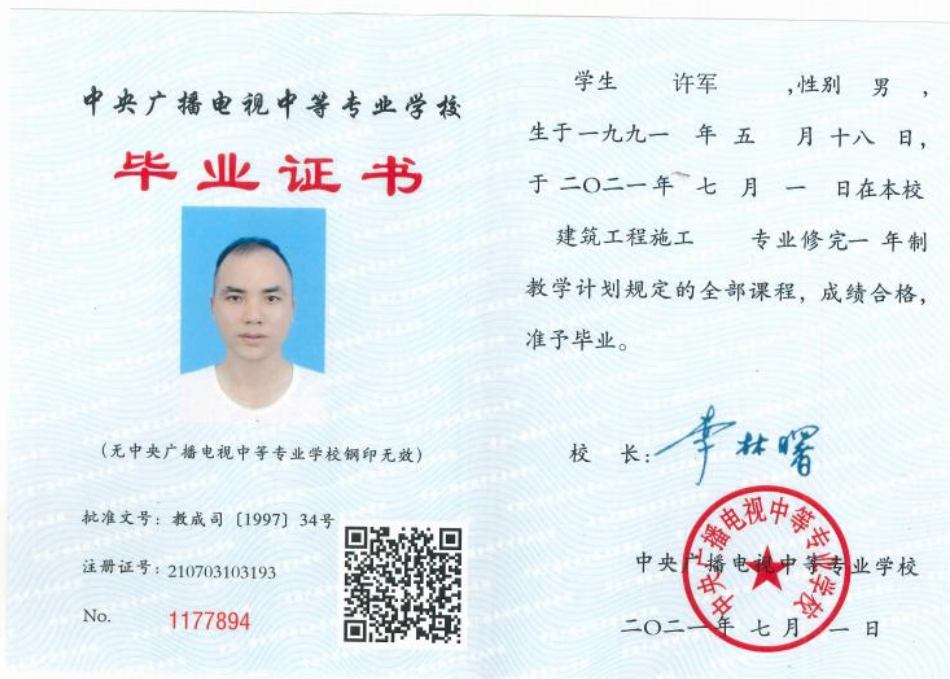 中央广播电视中等专业学校
毕业证书
(无中央广播电视中等专业学校钢印无效)
批准文号：教成司〔1997〕34号
注册证号：210703103193
No. 1177894
学生 许军 ,性别 男 ,
生于一九九一 年 五 月 十八 日,
于 二〇二一 年 七 月 一 日在本校
建筑工程施工 专业修完一 年制
教学计划规定的全部课程, 成绩合格,
准予毕业。
校 长: 李林曙
中央广播电视中等专业学校
中央广播电视中等专业学校
二〇二一 年 七 月 一 日